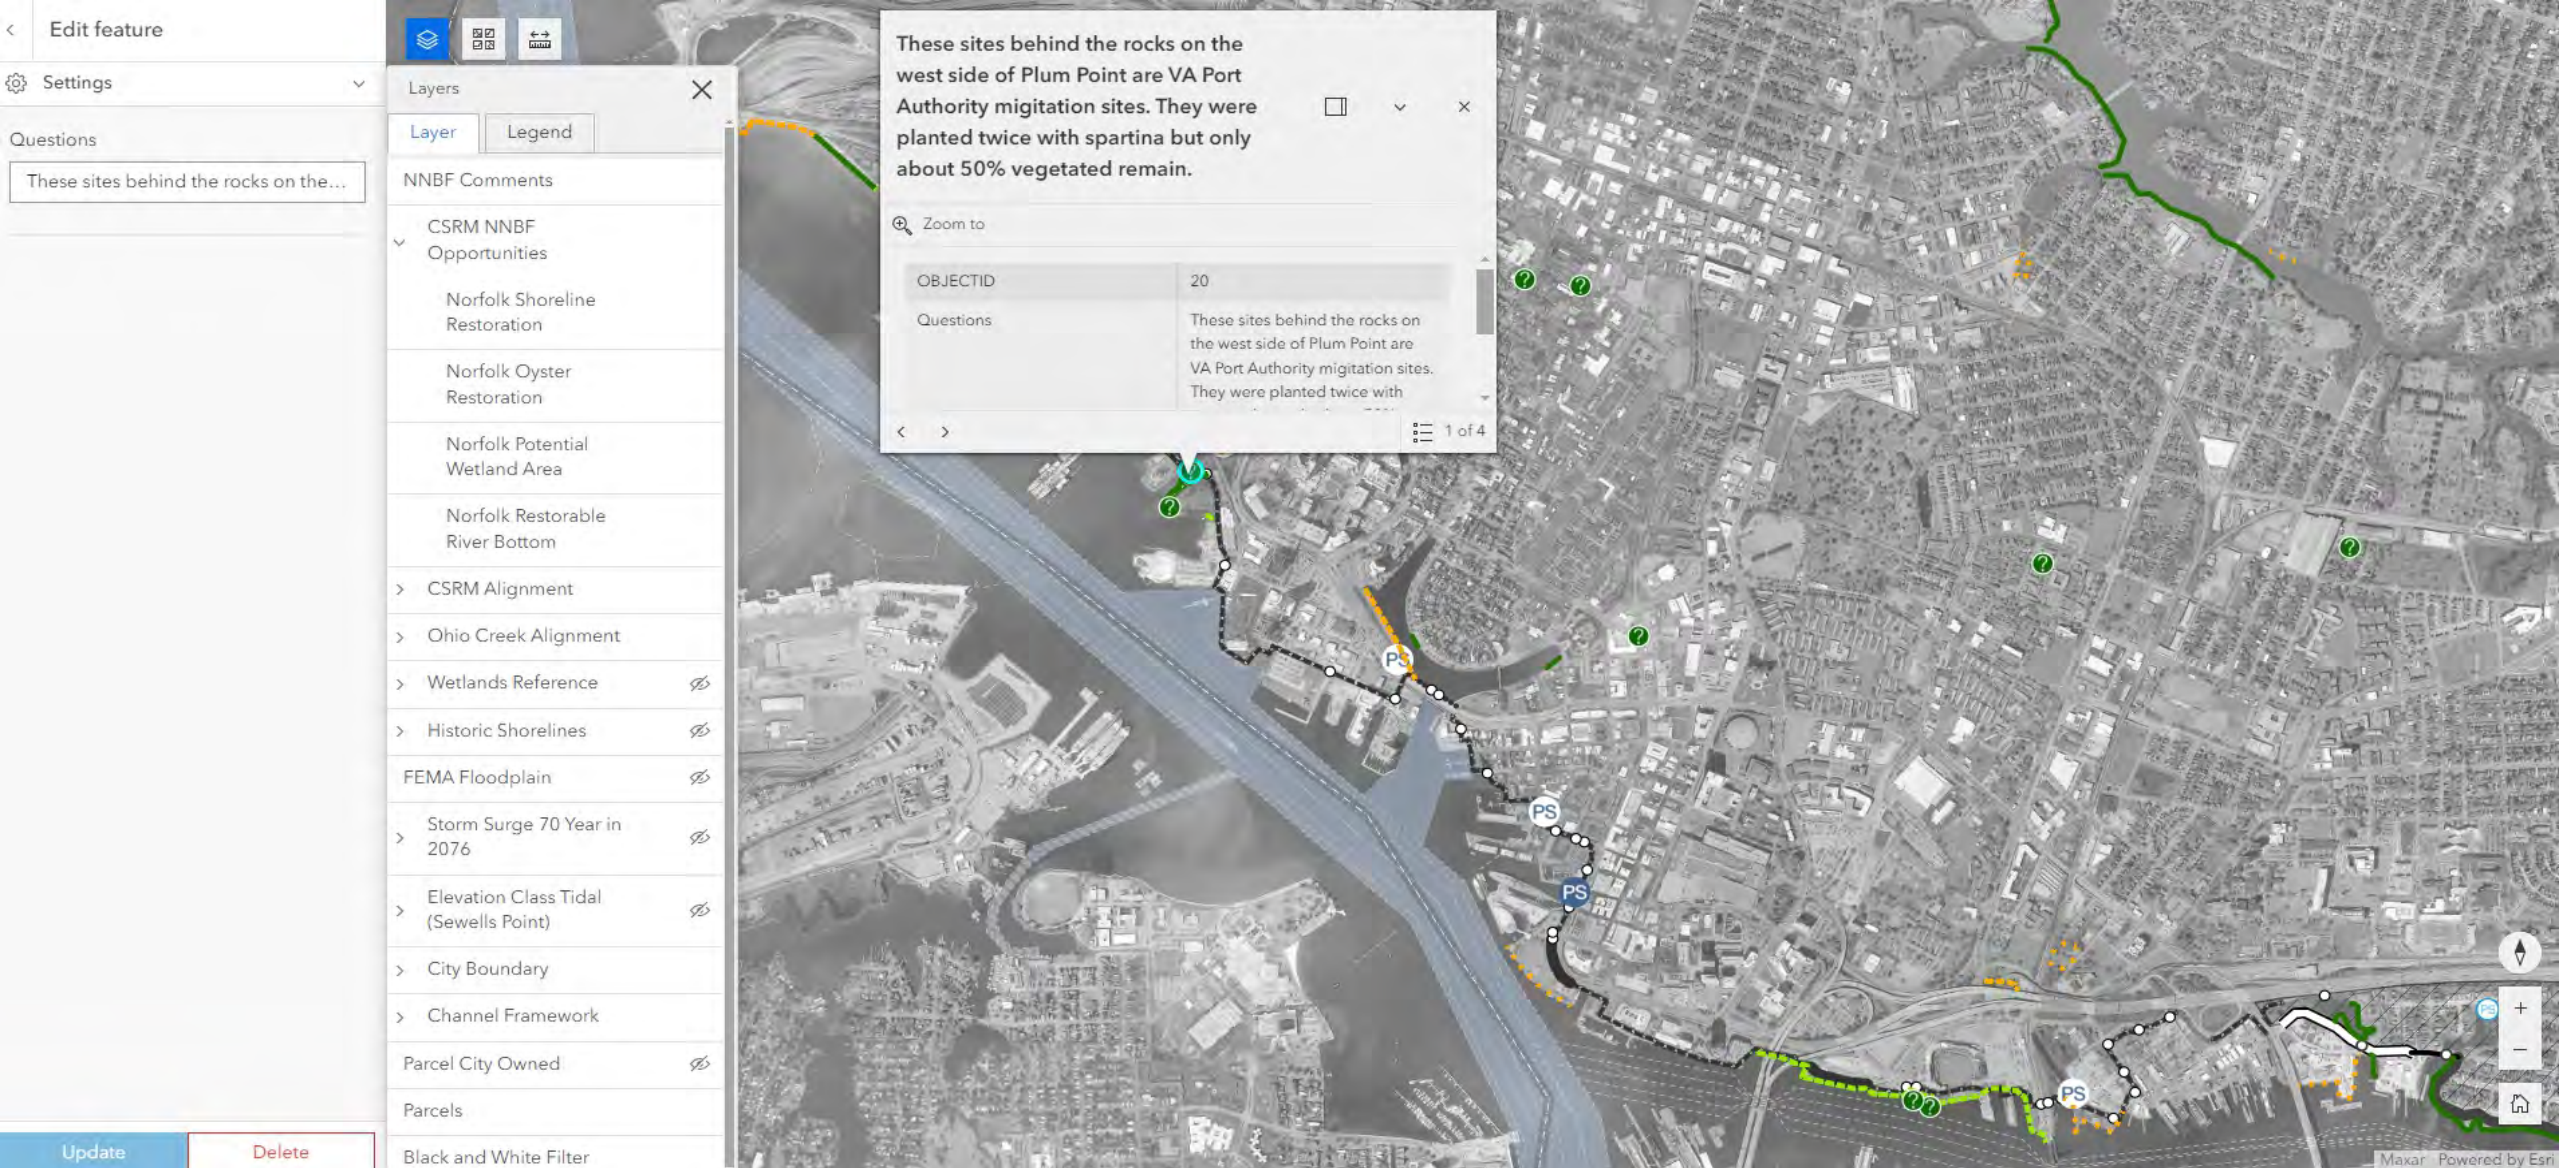 Edit feature
Settings
Questions
These sites behind the rocks on the...
Update
Delete
Layers
Layer
Legend
NNBF Comments
CSRM NNBF
Opportunities
Norfolk Shoreline
Restoration
Norfolk Oyster
Restoration
Norfolk Potential
Wetland Area
Norfolk Restorable
River Bottom
CSRM Alignment
Ohio Creek Alignment
Wetlands Reference
Historic Shorelines
FEMA Floodplain
Storm Surge 70 Year in
2076
Elevation Class Tidal
(Sewells Point)
City Boundary
Channel Framework
Parcel City Owned
Parcels
Black and White Filter
These sites behind the rocks on the
west side of Plum Point are VA Port
Authority migitation sites. They were
planted twice with spartina but only
about 50% vegetated remain.
Zoom to
OBJECTID
20
Questions
These sites behind the rocks on
the west side of Plum Point are
VA Port Authority migitation sites.
They were planted twice with
1 of 4
?
?
?
?
?
?
PS
?
PS
PS
PS
PS
??
Maxar
Powered by Esri